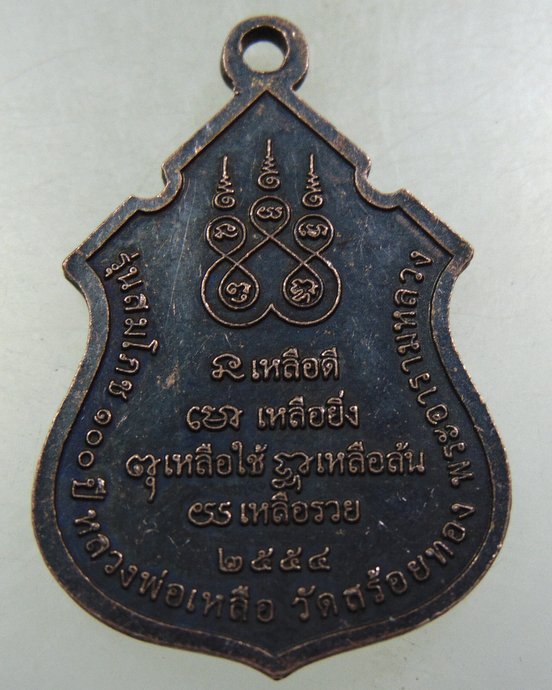 เหลือดี
เหลือยิ่ง
เหลือใช้ เหลือล้น
เหลือรวย
๒๕๕๔
รุ่นสมโภช ๑๐๐ ปี หลวงพ่อเหลือ วัดสร้อยทอง พระอารามหลวง